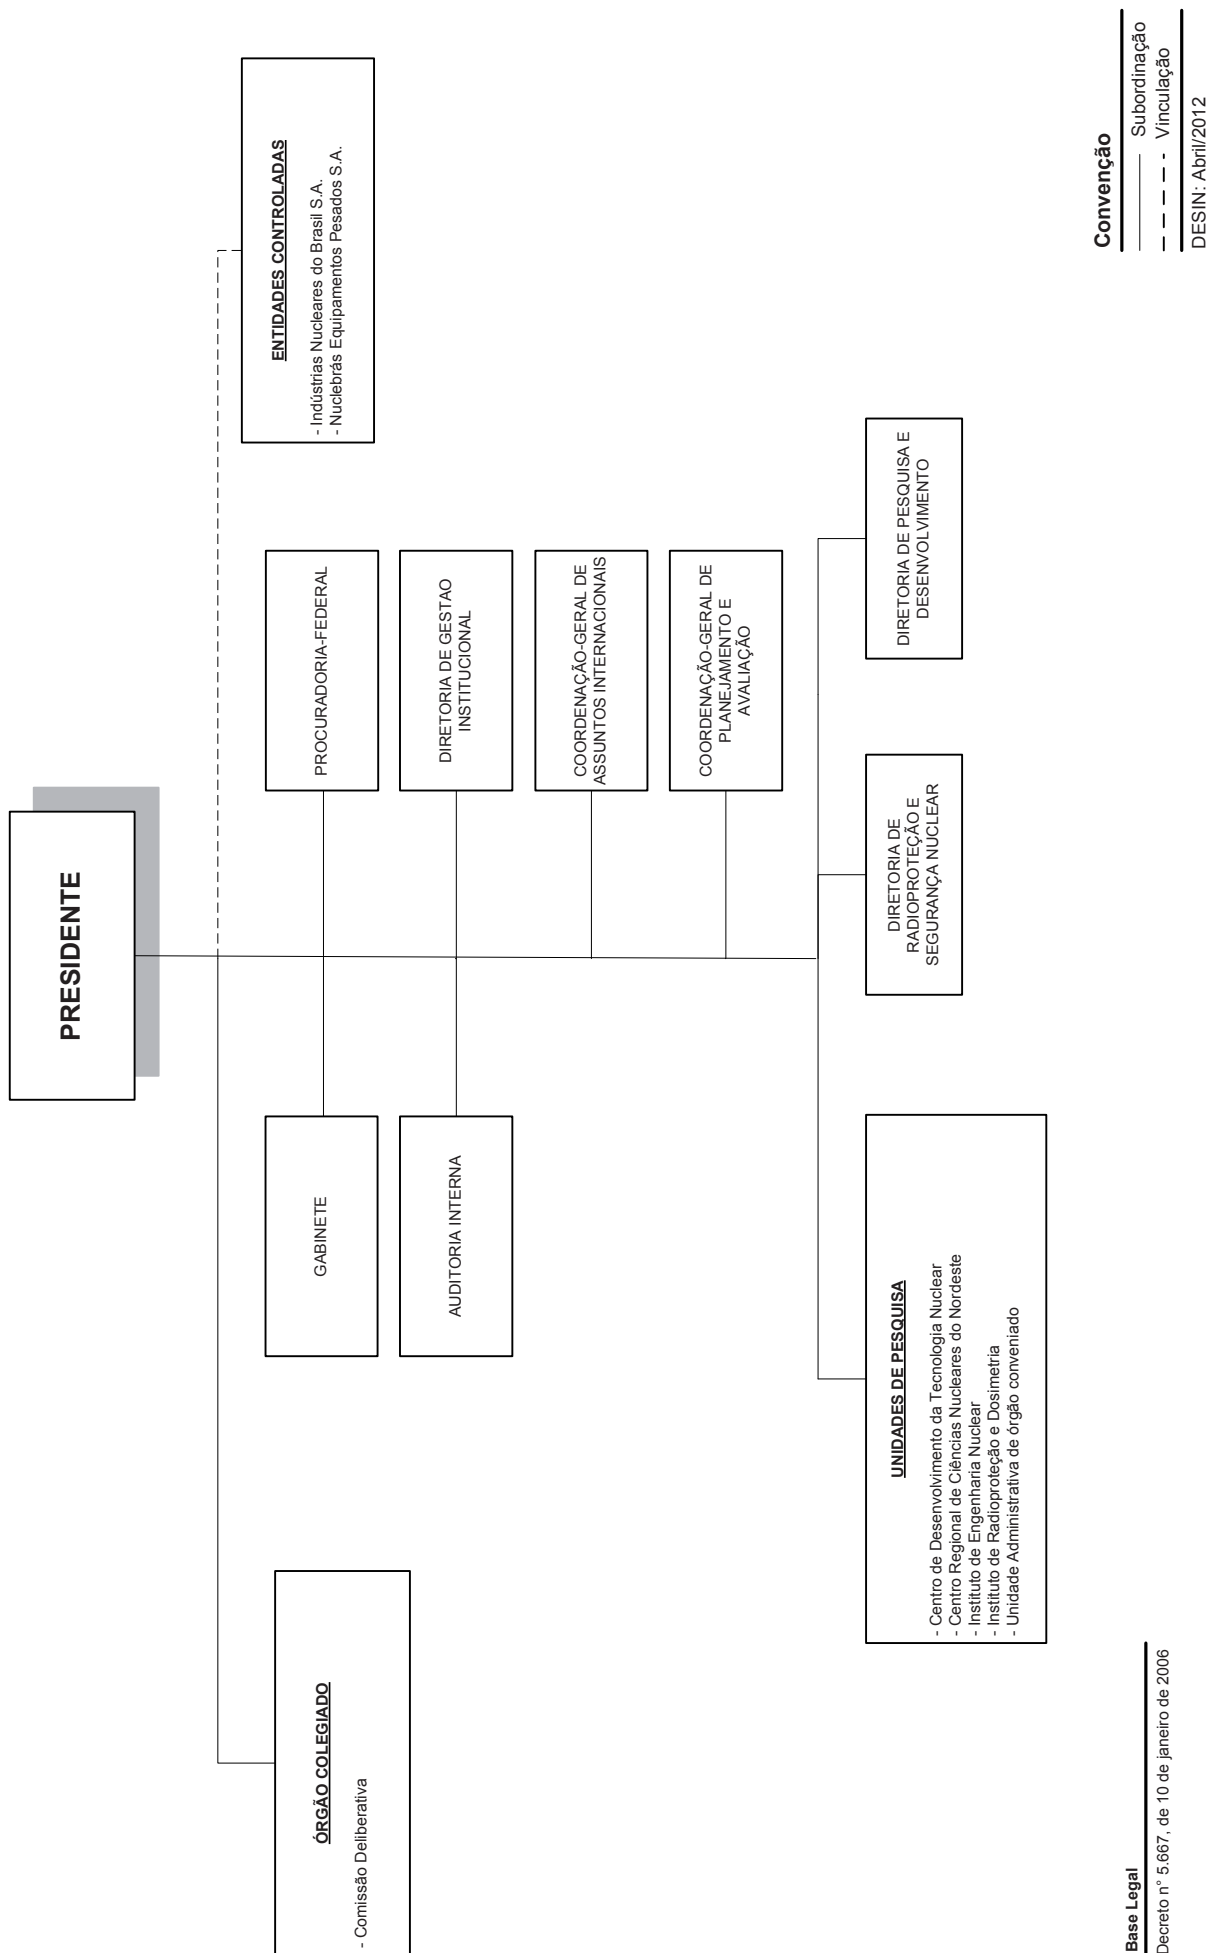 PRESIDENTE
ÓRGÃO COLEGIADO
- Comissão Deliberativa
ENTIDADES CONTROLADAS
- Indústrias Nucleares do Brasil S.A.
- Nuclebrás Equipamentos Pesados S.A.
GABINETE
PROCURADORIA-FEDERAL
AUDITORIA INTERNA
DIRETORIA DE GESTAO
INSTITUCIONAL
COORDENAÇÃO-GERAL DE
ASSUNTOS INTERNACIONAIS
COORDENAÇÃO-GERAL DE
PLANEJAMENTO E
AVALIAÇÃO
UNIDADES DE PESQUISA
- Centro de Desenvolvimento da Tecnologia Nuclear
- Centro Regional de Ciências Nucleares do Nordeste
- Instituto de Engenharia Nuclear
- Instituto de Radioproteção e Dosimetria
- Unidade Administrativa de órgão conveniado
DIRETORIA DE
RADIOPROTEÇÃO E
SEGURANÇA NUCLEAR
DIRETORIA DE PESQUISA E
DESENVOLVIMENTO
Base Legal
Decreto n° 5.667, de 10 de janeiro de 2006
Convenção
Subordinação
Vinculação
DESIN: Abril/2012